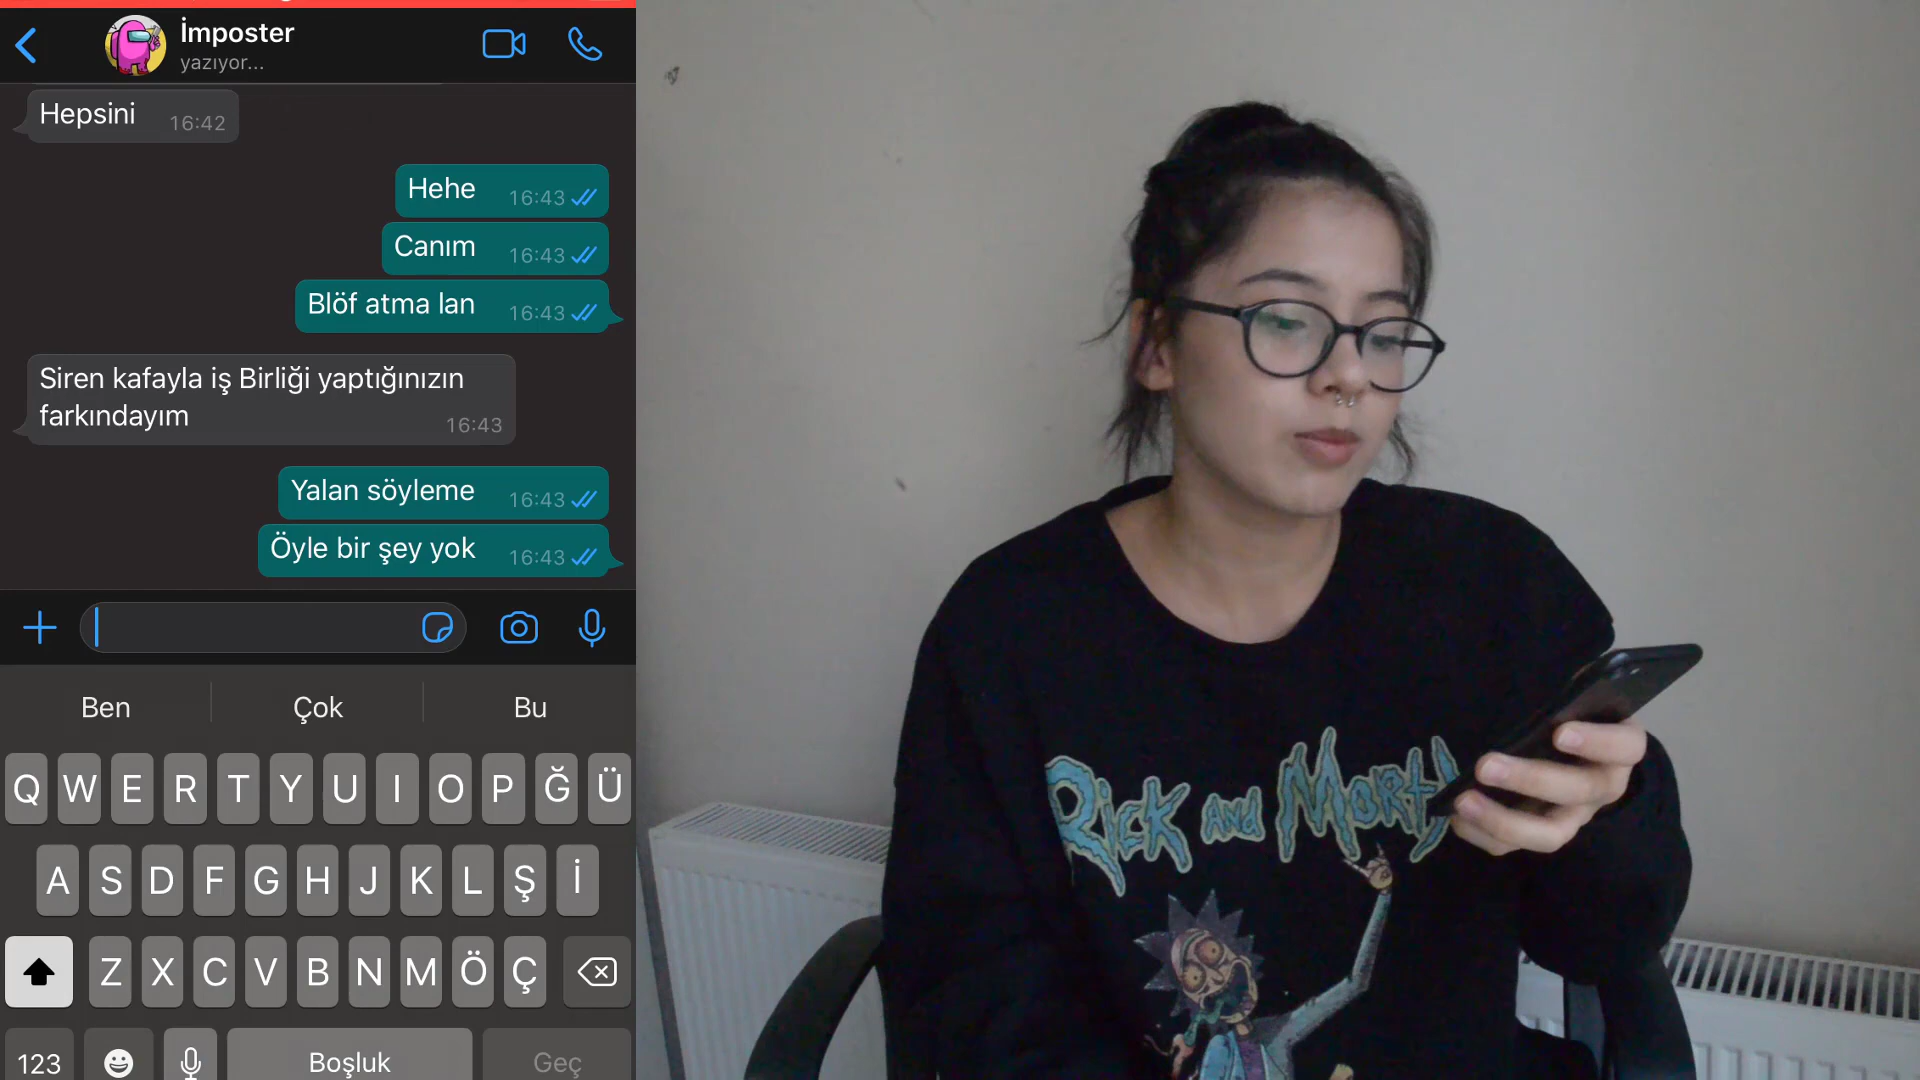 İmposter
yazıyor...
Hepsini 16:42
Hehe 16:43
Canım 16:43
Blöf atma lan 16:43
Siren kafayla iş Birliği yaptığınızın
farkındayım 16:43
Yalan söyleme 16:43
Öyle bir şey yok 16:43
Ben Çok Bu
Q W E R T Y U I O P Ğ Ü
A S D F G H J K L Ş İ
Z X C V B N M Ö Ç
123 Boşluk Geç
Rick and Morty